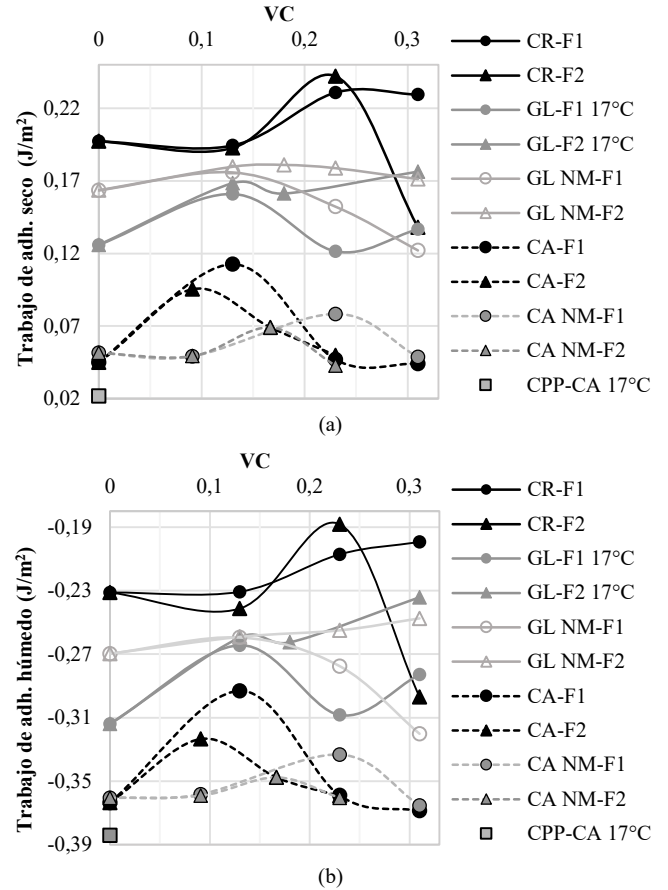 VC
0 0,1 0,2 0,3
Trabajo de adh. seco (J/m²)
0,22
0,17
0,12
0,07
0,02
CR-F1
CR-F2
GL-F1 17°C
GL-F2 17°C
GL NM-F1
GL NM-F2
CA-F1
CA-F2
CA NM-F1
CA NM-F2
CPP-CA 17°C
(a)
VC
0 0,1 0,2 0,3
Trabajo de adh. húmedo (J/m²)
-0,19
-0,23
-0,27
-0,31
-0,35
-0,39
CR-F1
CR-F2
GL-F1 17°C
GL-F2 17°C
GL NM-F1
GL NM-F2
CA-F1
CA-F2
CA NM-F1
CA NM-F2
CPP-CA 17°C
(b)